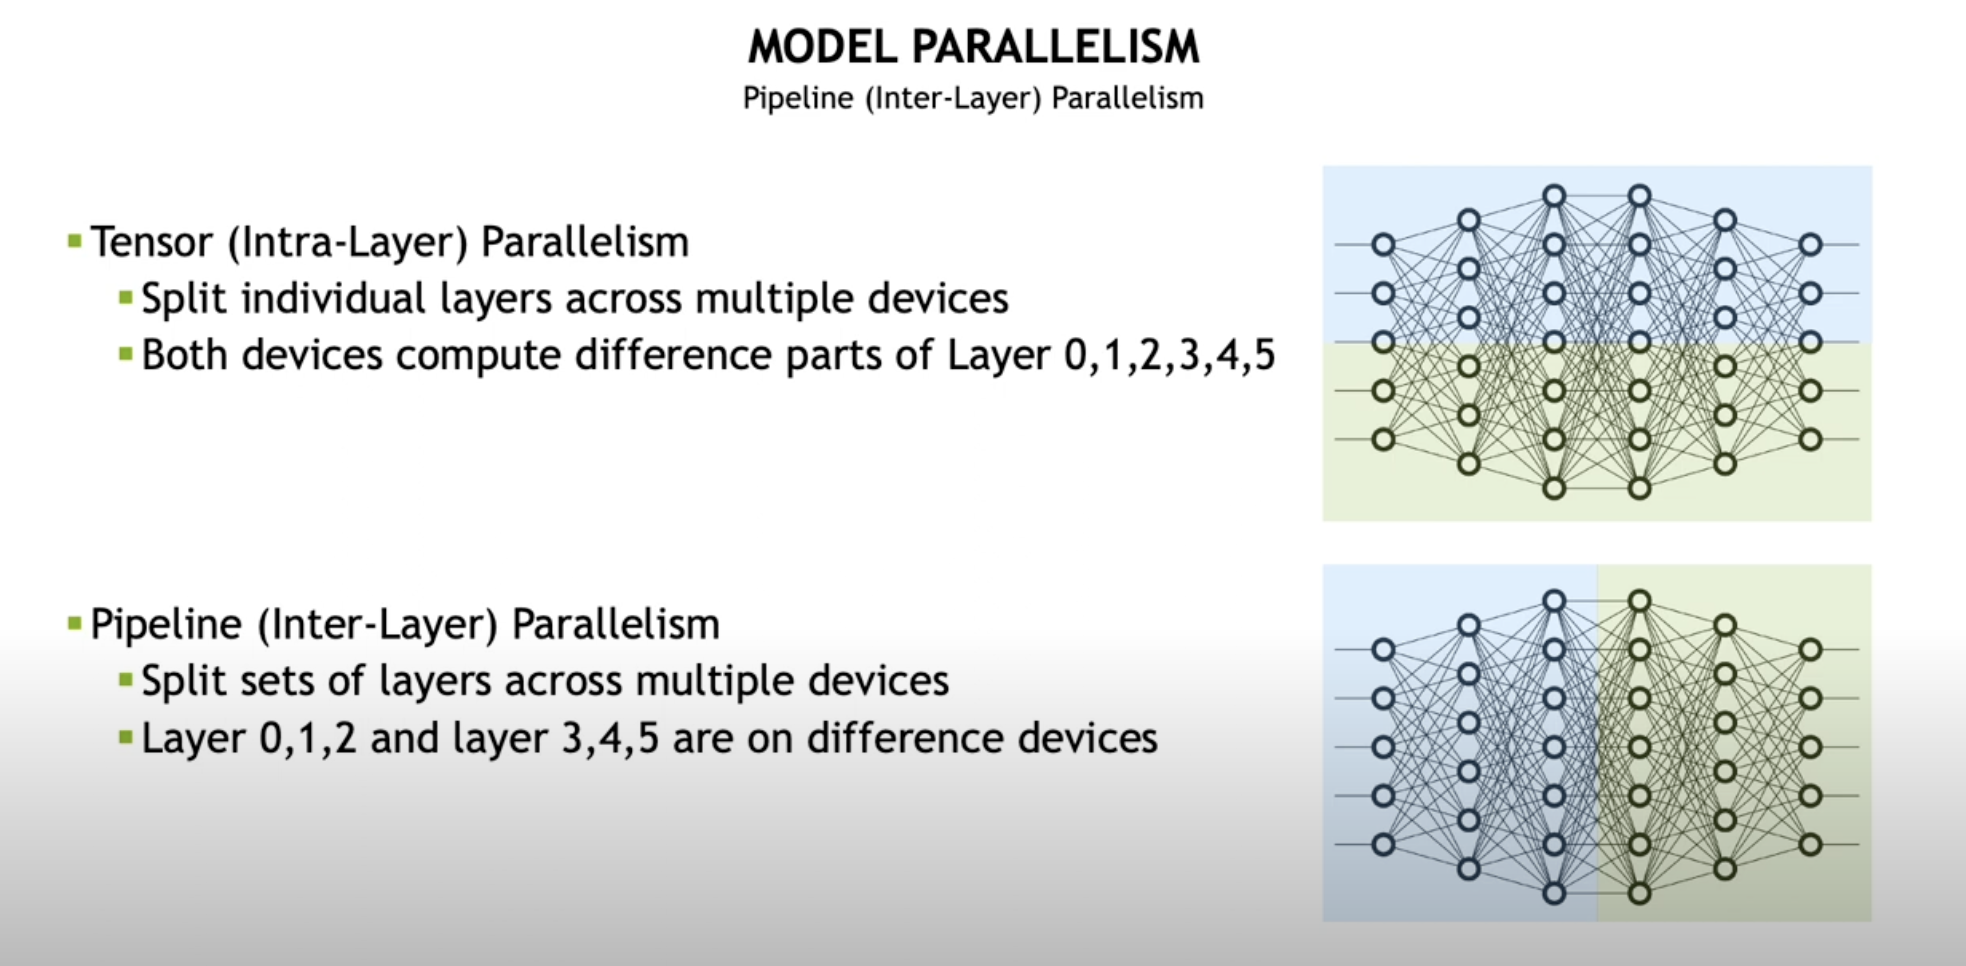 MODEL PARALLELISM
Pipeline (Inter-Layer) Parallelism
Tensor (Intra-Layer) Parallelism
Split individual layers across multiple devices
Both devices compute difference parts of Layer 0,1,2,3,4,5
Pipeline (Inter-Layer) Parallelism
Split sets of layers across multiple devices
Layer 0,1,2 and layer 3,4,5 are on difference devices